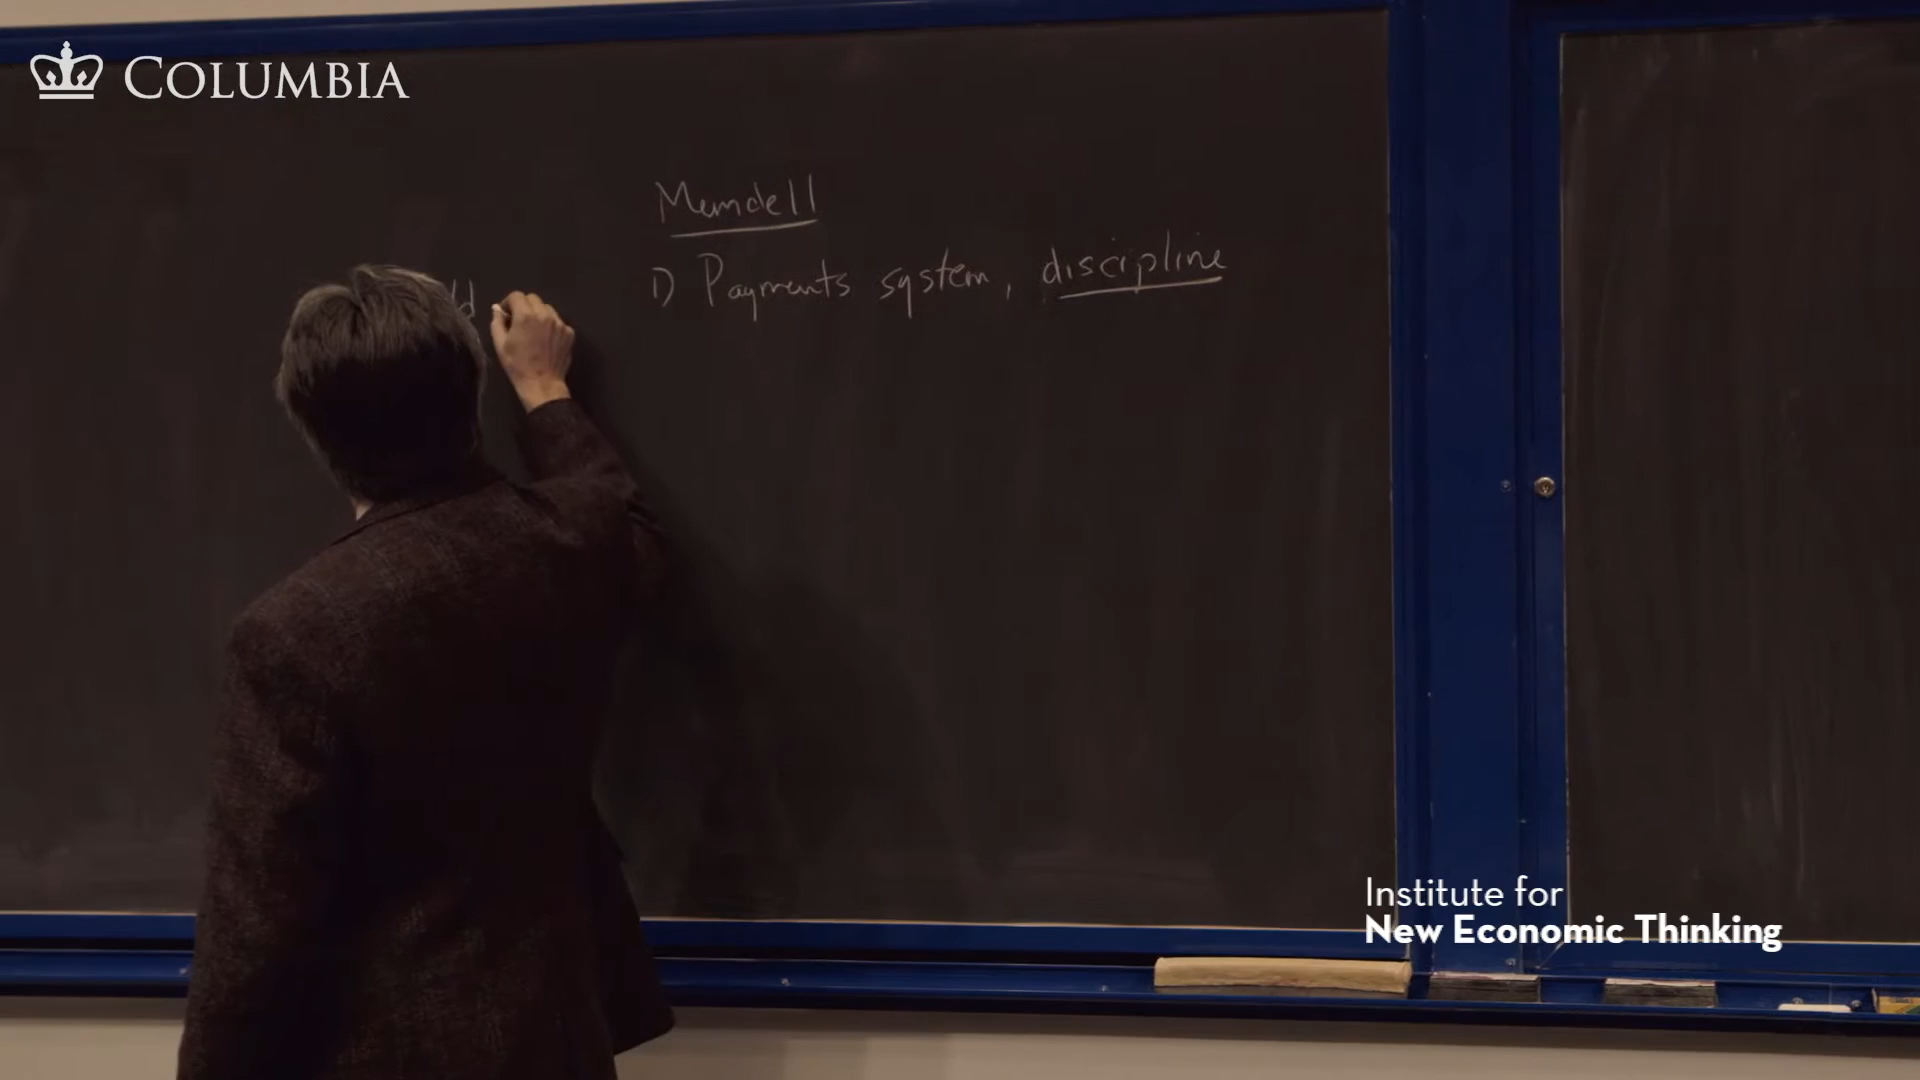 COLUMBIA
Mundell
1) Payments system, discipline
Institute for
New Economic Thinking